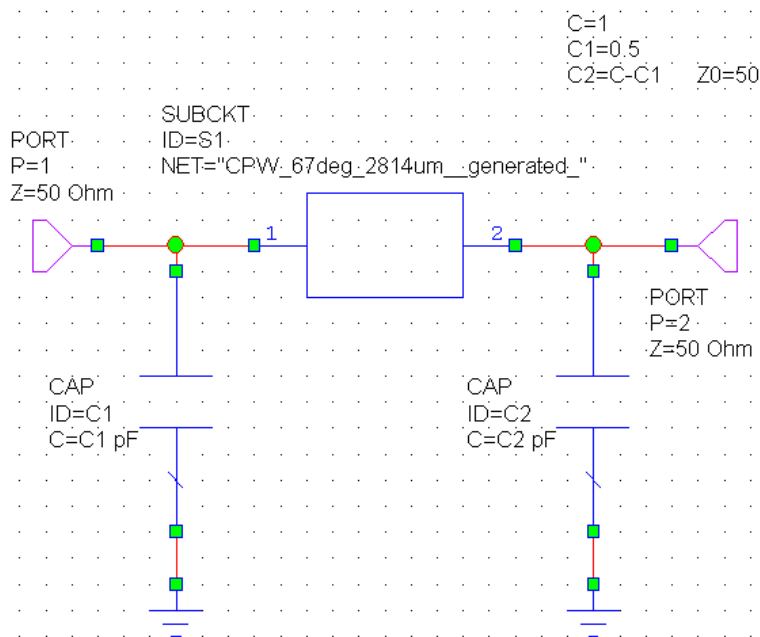 C=1
C1=0.5
C2=C-C1 Z0=50
SUBCKT
ID=S1
NET="CPW_67deg_2814um__generated_"
PORT
P=1
Z=50 Ohm
1
2
PORT
P=2
Z=50 Ohm
CAP
ID=C1
C=C1 pF
CAP
ID=C2
C=C2 pF